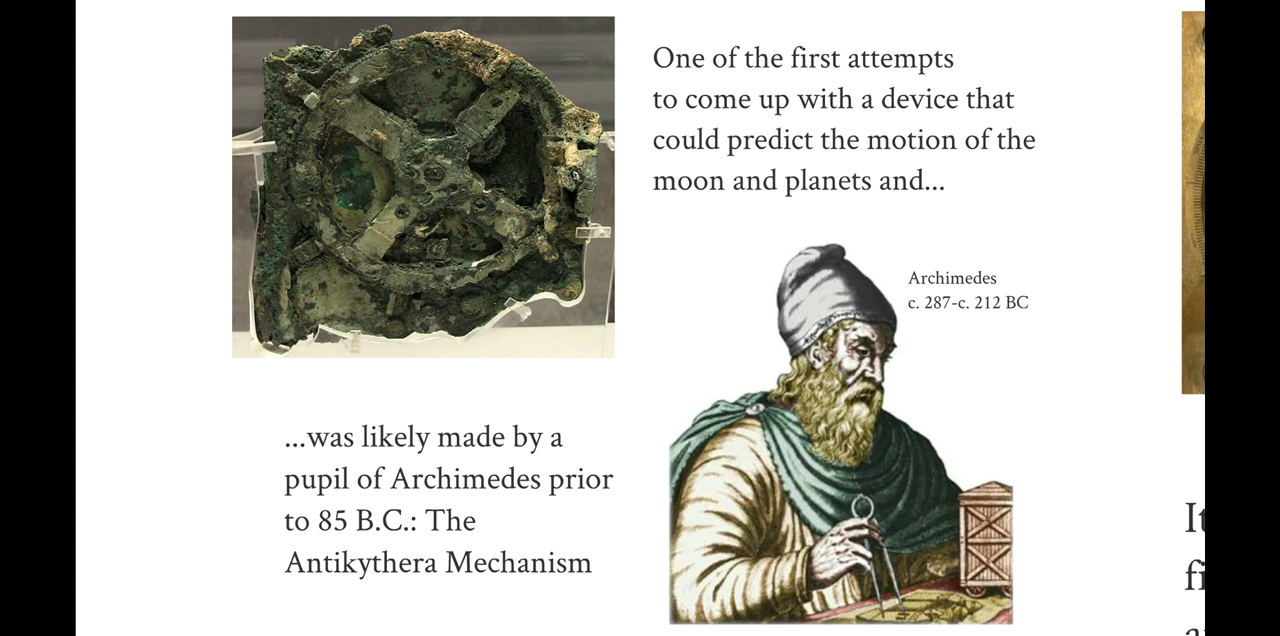 One of the first attempts
to come up with a device that
could predict the motion of the
moon and planets and...
Archimedes
c. 287-c. 212 BC
...was likely made by a
pupil of Archimedes prior
to 85 B.C.: The
Antikythera Mechanism